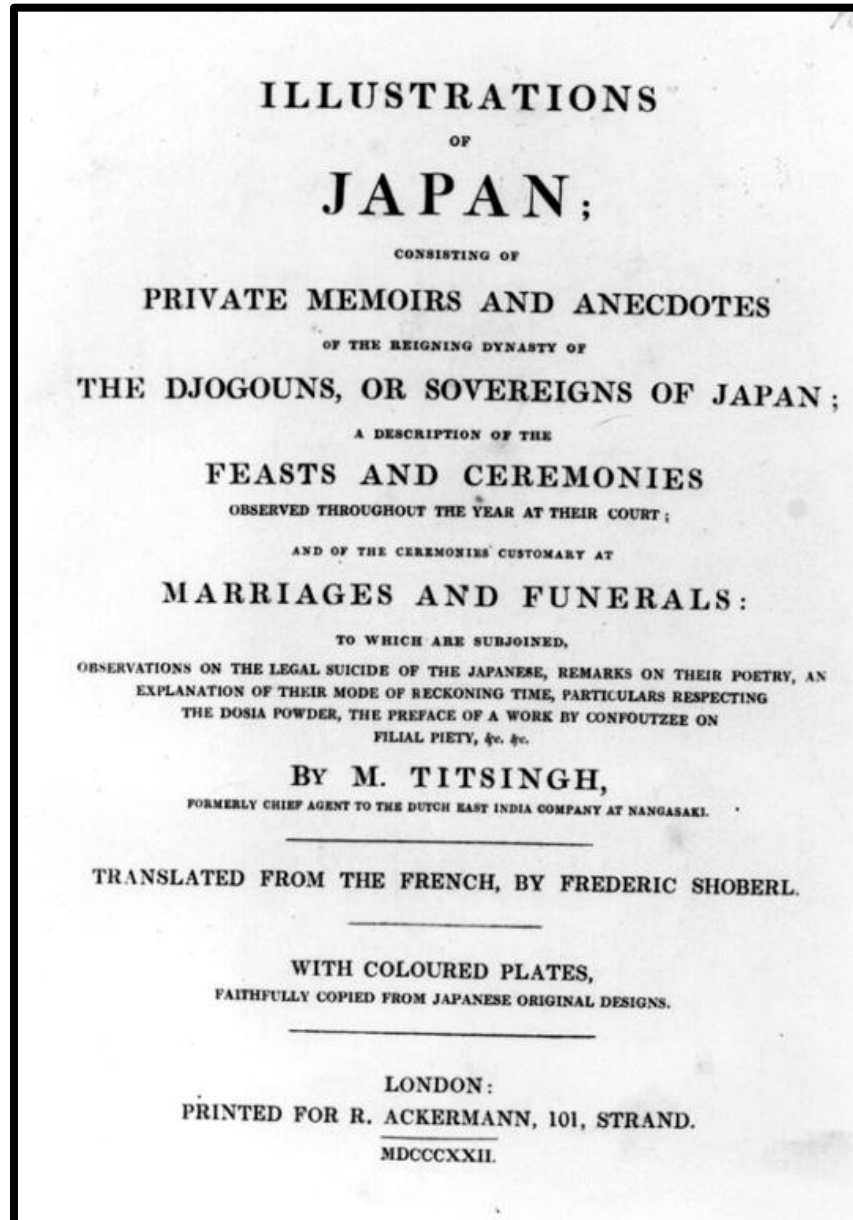 ILLUSTRATIONS
OF
JAPAN;
CONSISTING OF
PRIVATE MEMOIRS AND ANECDOTES
OF THE REIGNING DYNASTY OF
THE DJOGOUNS, OR SOVEREIGNS OF JAPAN;
A DESCRIPTION OF THE
FEASTS AND CEREMONIES
OBSERVED THROUGHOUT THE YEAR AT THEIR COURT;
AND OF THE CEREMONIES CUSTOMARY AT
MARRIAGES AND FUNERALS:
TO WHICH ARE SUBJOINED,
OBSERVATIONS ON THE LEGAL SUICIDE OF THE JAPANESE, REMARKS ON THEIR POETRY, AN
EXPLANATION OF THEIR MODE OF RECKONING TIME, PARTICULARS RESPECTING
THE DOSIA POWDER, THE PREFACE OF A WORK BY CONFOUTZEE ON
FILIAL PIETY, &c. &c.
BY M. TITSINGH,
FORMERLY CHIEF AGENT TO THE DUTCH EAST INDIA COMPANY AT NANGASAKI.
TRANSLATED FROM THE FRENCH, BY FREDERIC SHOBERL.
WITH COLOURED PLATES,
FAITHFULLY COPIED FROM JAPANESE ORIGINAL DESIGNS.
LONDON:
PRINTED FOR R. ACKERMANN, 101, STRAND.
MDCCCXXII.